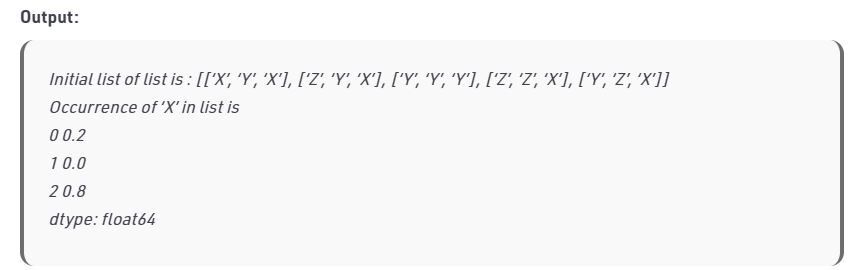 Output:
Initial list of list is : [[‘X’, ‘Y’, ‘X’], [‘Z’, ‘Y’, ‘X’], [‘Y’, ‘Y’, ‘Y’], [‘Z’, ‘Z’, ‘X’], [‘Y’, ‘Z’, ‘X’]]
Occurrence of ‘X’ in list is
0 0.2
1 0.0
2 0.8
dtype: float64